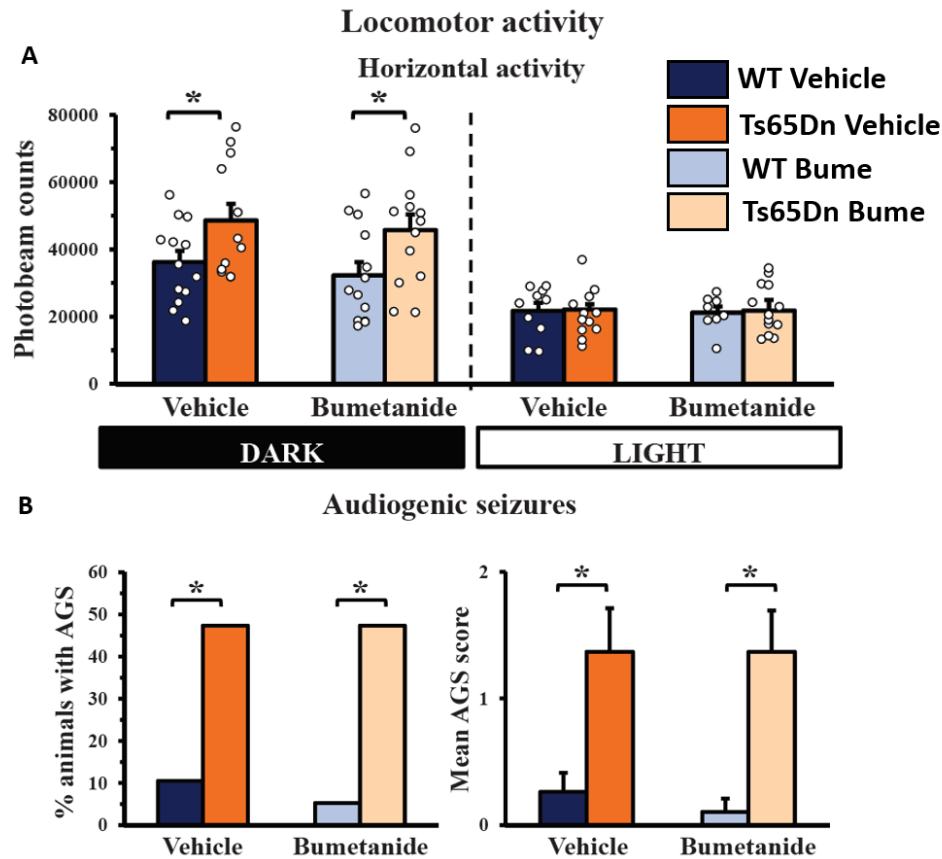 Locomotor activity
A
Horizontal activity
WT Vehicle
Ts65Dn Vehicle
WT Bume
Ts65Dn Bume
* *
Photobeam counts
80000
60000
40000
20000
0
Vehicle Bumetanide Vehicle Bumetanide
DARK LIGHT
B
Audiogenic seizures
% animals with AGS
60
50
40
30
20
10
0
* *
Vehicle Bumetanide
Mean AGS score
2
1
0
* *
Vehicle Bumetanide